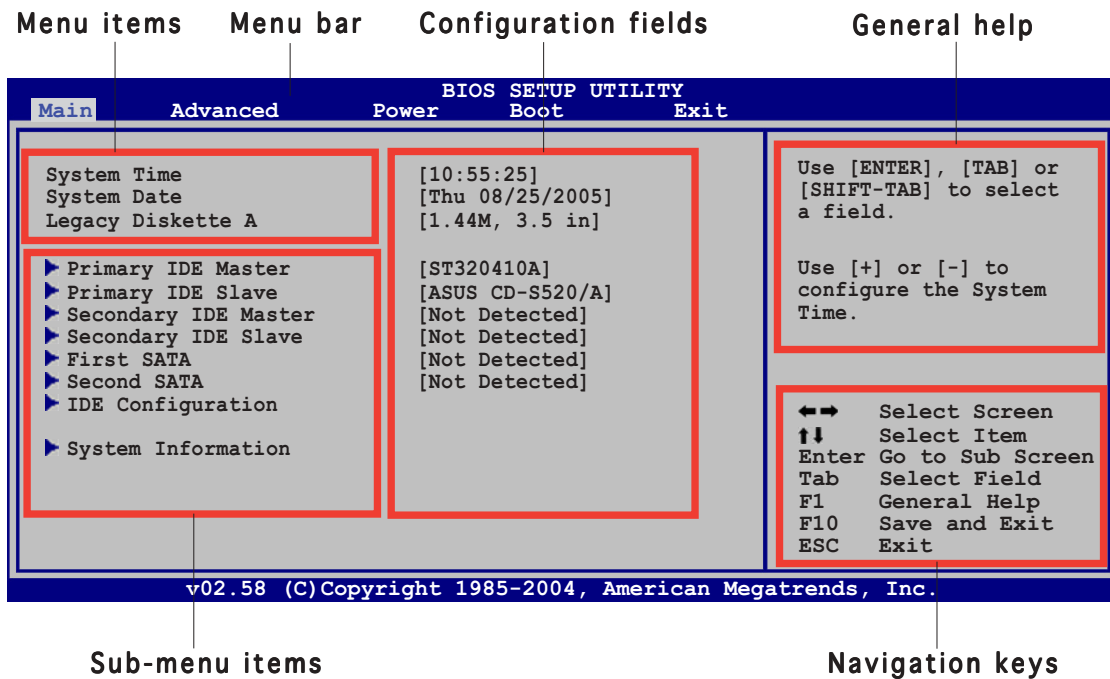 Menu items Menu bar Configuration fields General help
BIOS SETUP UTILITY
Main Advanced Power Boot Exit
System Time [10:55:25]
System Date [Thu 08/25/2005]
Legacy Diskette A [1.44M, 3.5 in]
Primary IDE Master [ST320410A]
Primary IDE Slave [ASUS CD-S520/A]
Secondary IDE Master [Not Detected]
Secondary IDE Slave [Not Detected]
First SATA [Not Detected]
Second SATA [Not Detected]
IDE Configuration
System Information
Use [ENTER], [TAB] or
[SHIFT-TAB] to select
a field.
Use [+] or [-] to
configure the System
Time.
←→ Select Screen
↑↓ Select Item
Enter Go to Sub Screen
Tab Select Field
F1 General Help
F10 Save and Exit
ESC Exit
v02.58 (C)Copyright 1985-2004, American Megatrends, Inc.
Sub-menu items Navigation keys